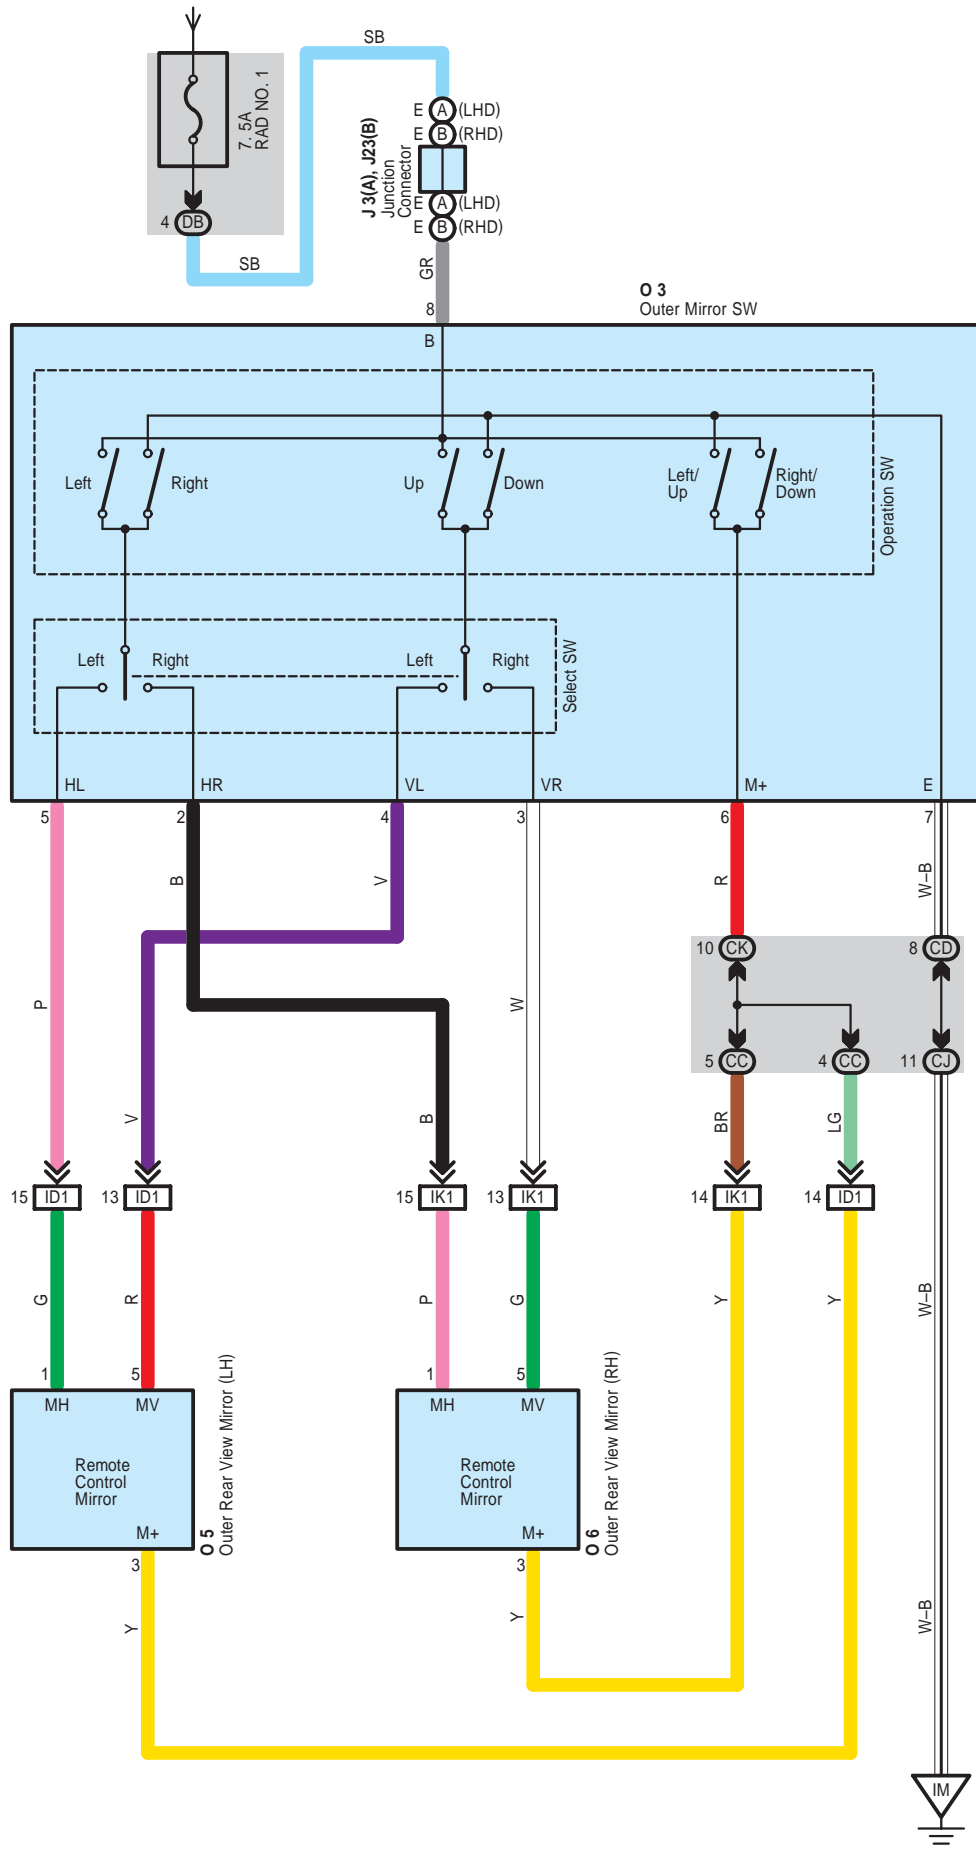 SB
7. 5A
RAD NO. 1
E A (LHD)
E B (RHD)
J 3(A), J23(B)
Junction
Connector
E A (LHD)
E B (RHD)
4 DB
SB
GR
8
O 3
Outer Mirror SW
B
Left
Right
Up
Down
Left/
Up
Right/
Down
Operation SW
Left
Right
Left
Right
Select SW
HL
HR
VL
VR
M+
E
5
2
4
3
6
7
B
V
R
W–B
10 CK
8 CD
P
W
5 CC
4 CC
11 CJ
V
B
BR
LG
15 ID1
13 ID1
15 IK1
13 IK1
14 IK1
14 ID1
G
R
P
G
Y
Y
W–B
1
5
1
5
MH
MV
MH
MV
Remote
Control
Mirror
Remote
Control
Mirror
M+
M+
O 5
Outer Rear View Mirror (LH)
O 6
Outer Rear View Mirror (RH)
3
3
Y
Y
W–B
IM